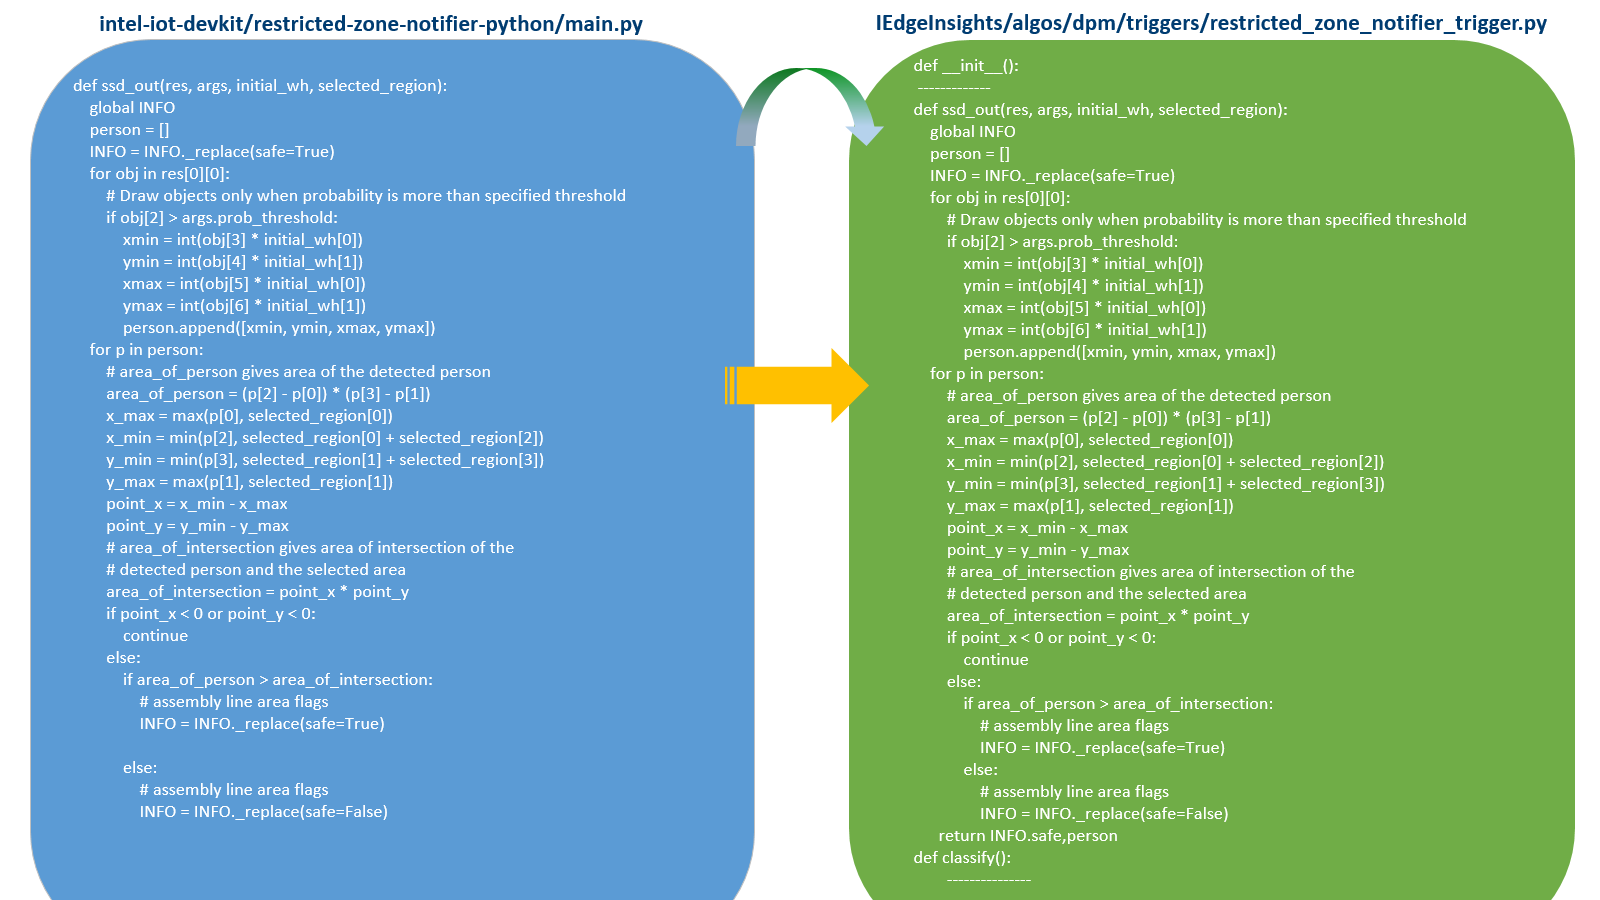 intel-iot-devkit/restricted-zone-notifier-python/main.py
def ssd_out(res, args, initial_wh, selected_region):
global INFO
person = []
INFO = INFO._replace(safe=True)
for obj in res[0][0]:
# Draw objects only when probability is more than specified threshold
if obj[2] > args.prob_threshold:
xmin = int(obj[3] * initial_wh[0])
ymin = int(obj[4] * initial_wh[1])
xmax = int(obj[5] * initial_wh[0])
ymax = int(obj[6] * initial_wh[1])
person.append([xmin, ymin, xmax, ymax])
for p in person:
# area_of_person gives area of the detected person
area_of_person = (p[2] - p[0]) * (p[3] - p[1])
x_max = max(p[0], selected_region[0])
x_min = min(p[2], selected_region[0] + selected_region[2])
y_min = min(p[3], selected_region[1] + selected_region[3])
y_max = max(p[1], selected_region[1])
point_x = x_min - x_max
point_y = y_min - y_max
# area_of_intersection gives area of intersection of the
# detected person and the selected area
area_of_intersection = point_x * point_y
if point_x < 0 or point_y < 0:
continue
else:
if area_of_person > area_of_intersection:
# assembly line area flags
INFO = INFO._replace(safe=True)
else:
# assembly line area flags
INFO = INFO._replace(safe=False)
IEdgeInsights/algos/dpm/triggers/restricted_zone_notifier_trigger.py
def __init__():
-------------
def ssd_out(res, args, initial_wh, selected_region):
global INFO
person = []
INFO = INFO._replace(safe=True)
for obj in res[0][0]:
# Draw objects only when probability is more than specified threshold
if obj[2] > args.prob_threshold:
xmin = int(obj[3] * initial_wh[0])
ymin = int(obj[4] * initial_wh[1])
xmax = int(obj[5] * initial_wh[0])
ymax = int(obj[6] * initial_wh[1])
person.append([xmin, ymin, xmax, ymax])
for p in person:
# area_of_person gives area of the detected person
area_of_person = (p[2] - p[0]) * (p[3] - p[1])
x_max = max(p[0], selected_region[0])
x_min = min(p[2], selected_region[0] + selected_region[2])
y_min = min(p[3], selected_region[1] + selected_region[3])
y_max = max(p[1], selected_region[1])
point_x = x_min - x_max
point_y = y_min - y_max
# area_of_intersection gives area of intersection of the
# detected person and the selected area
area_of_intersection = point_x * point_y
if point_x < 0 or point_y < 0:
continue
else:
if area_of_person > area_of_intersection:
# assembly line area flags
INFO = INFO._replace(safe=True)
else:
# assembly line area flags
INFO = INFO._replace(safe=False)
return INFO.safe,person
def classify():
---------------